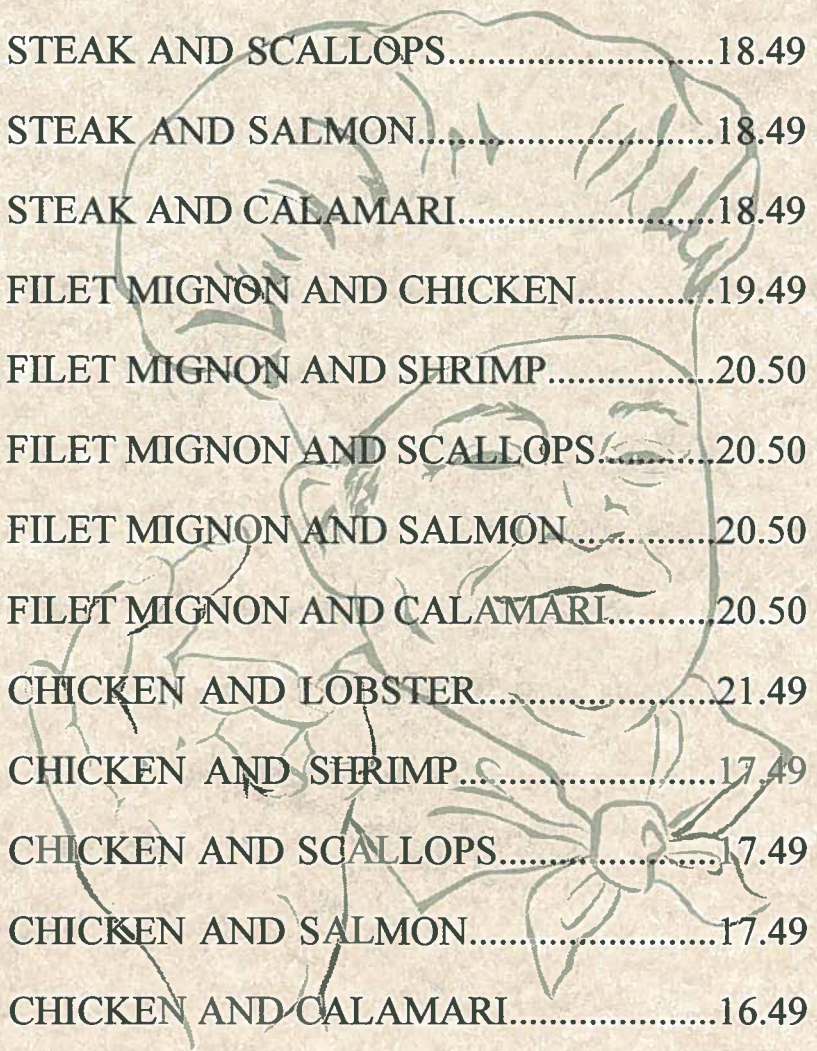 STEAK AND SCALLOPS..........................18.49
STEAK AND SALMON.............................18.49
STEAK AND CALAMARI.........................18.49
FILET MIGNON AND CHICKEN.............19.49
FILET MIGNON AND SHRIMP................20.50
FILET MIGNON AND SCALLOPS...........20.50
FILET MIGNON AND SALMON..............20.50
FILET MIGNON AND CALAMARI..........20.50
CHICKEN AND LOBSTER.......................21.49
CHICKEN AND SHRIMP.........................17.49
CHICKEN AND SCALLOPS.....................17.49
CHICKEN AND SALMON........................17.49
CHICKEN AND CALAMARI....................16.49